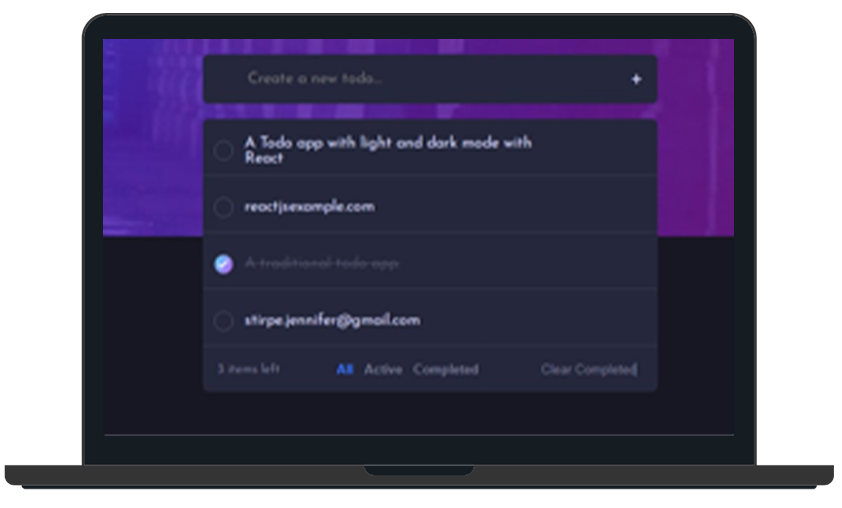 Create a new todo...
+
A Todo app with light and dark mode with
React
reactjsexample.com
A traditional todo app
stirpe.jennifer@gmail.com
3 items left All Active Completed Clear Completed